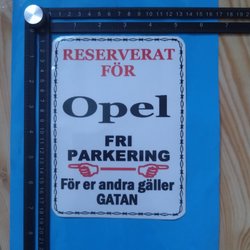 RESERVERAT
FÖR
Opel
FRI
PARKERING
För er andra gäller
GATAN